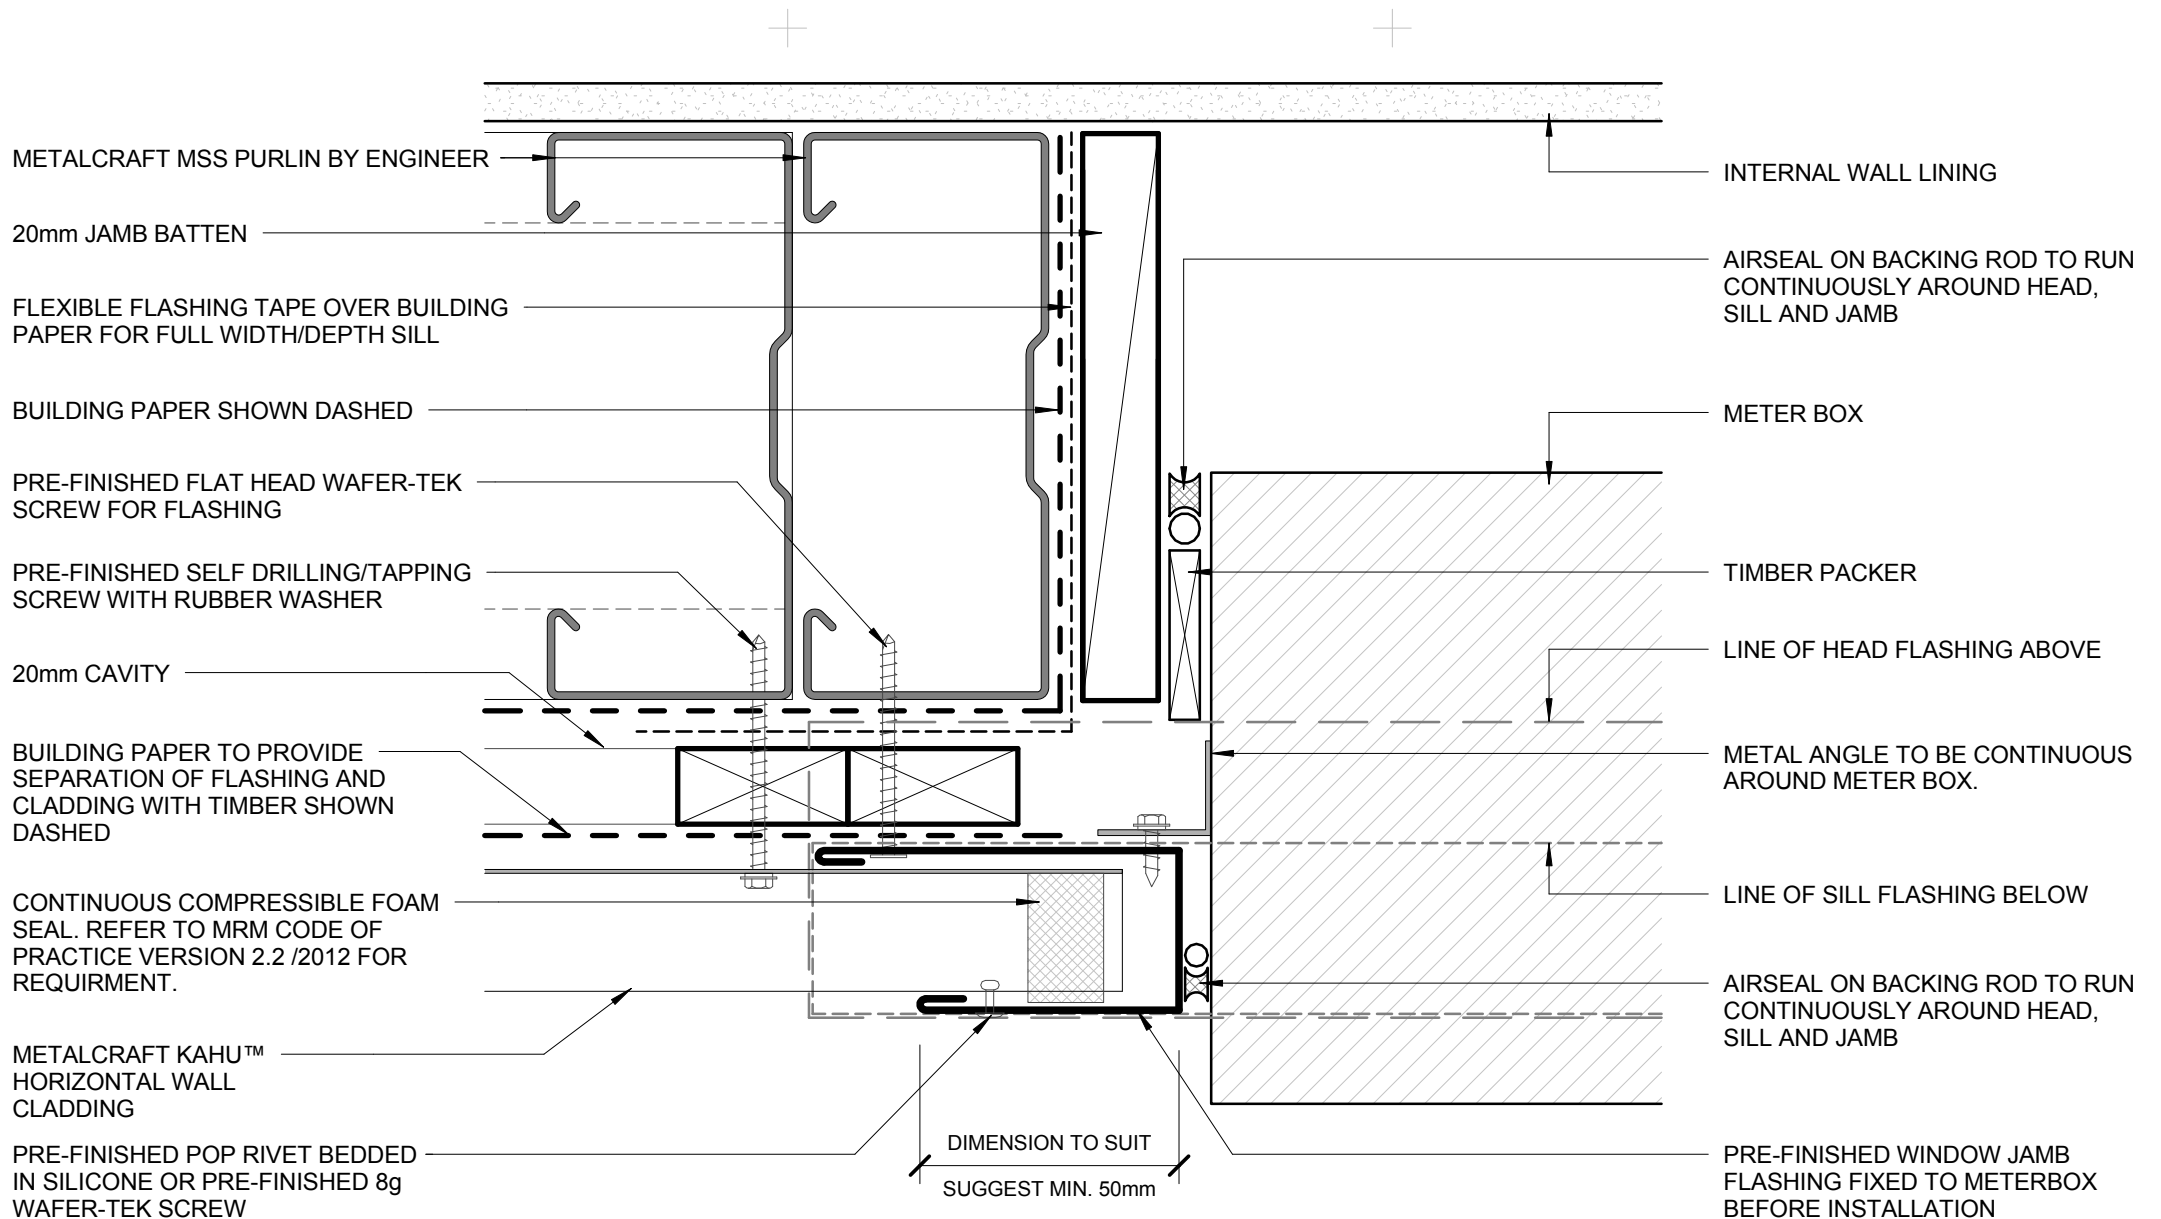 METALCRAFT MSS PURLIN BY ENGINEER
20mm JAMB BATTEN
FLEXIBLE FLASHING TAPE OVER BUILDING
PAPER FOR FULL WIDTH/DEPTH SILL
BUILDING PAPER SHOWN DASHED
PRE-FINISHED FLAT HEAD WAFER-TEK
SCREW FOR FLASHING
PRE-FINISHED SELF DRILLING/TAPPING
SCREW WITH RUBBER WASHER
20mm CAVITY
BUILDING PAPER TO PROVIDE
SEPARATION OF FLASHING AND
CLADDING WITH TIMBER SHOWN
DASHED
CONTINUOUS COMPRESSIBLE FOAM
SEAL. REFER TO MRM CODE OF
PRACTICE VERSION 2.2 /2012 FOR
REQUIRMENT.
METALCRAFT KAHU™
HORIZONTAL WALL
CLADDING
PRE-FINISHED POP RIVET BEDDED
IN SILICONE OR PRE-FINISHED 8g
WAFER-TEK SCREW
DIMENSION TO SUIT
SUGGEST MIN. 50mm
INTERNAL WALL LINING
AIRSEAL ON BACKING ROD TO RUN
CONTINUOUSLY AROUND HEAD,
SILL AND JAMB
METER BOX
TIMBER PACKER
LINE OF HEAD FLASHING ABOVE
METAL ANGLE TO BE CONTINUOUS
AROUND METER BOX.
LINE OF SILL FLASHING BELOW
AIRSEAL ON BACKING ROD TO RUN
CONTINUOUSLY AROUND HEAD,
SILL AND JAMB
PRE-FINISHED WINDOW JAMB
FLASHING FIXED TO METERBOX
BEFORE INSTALLATION